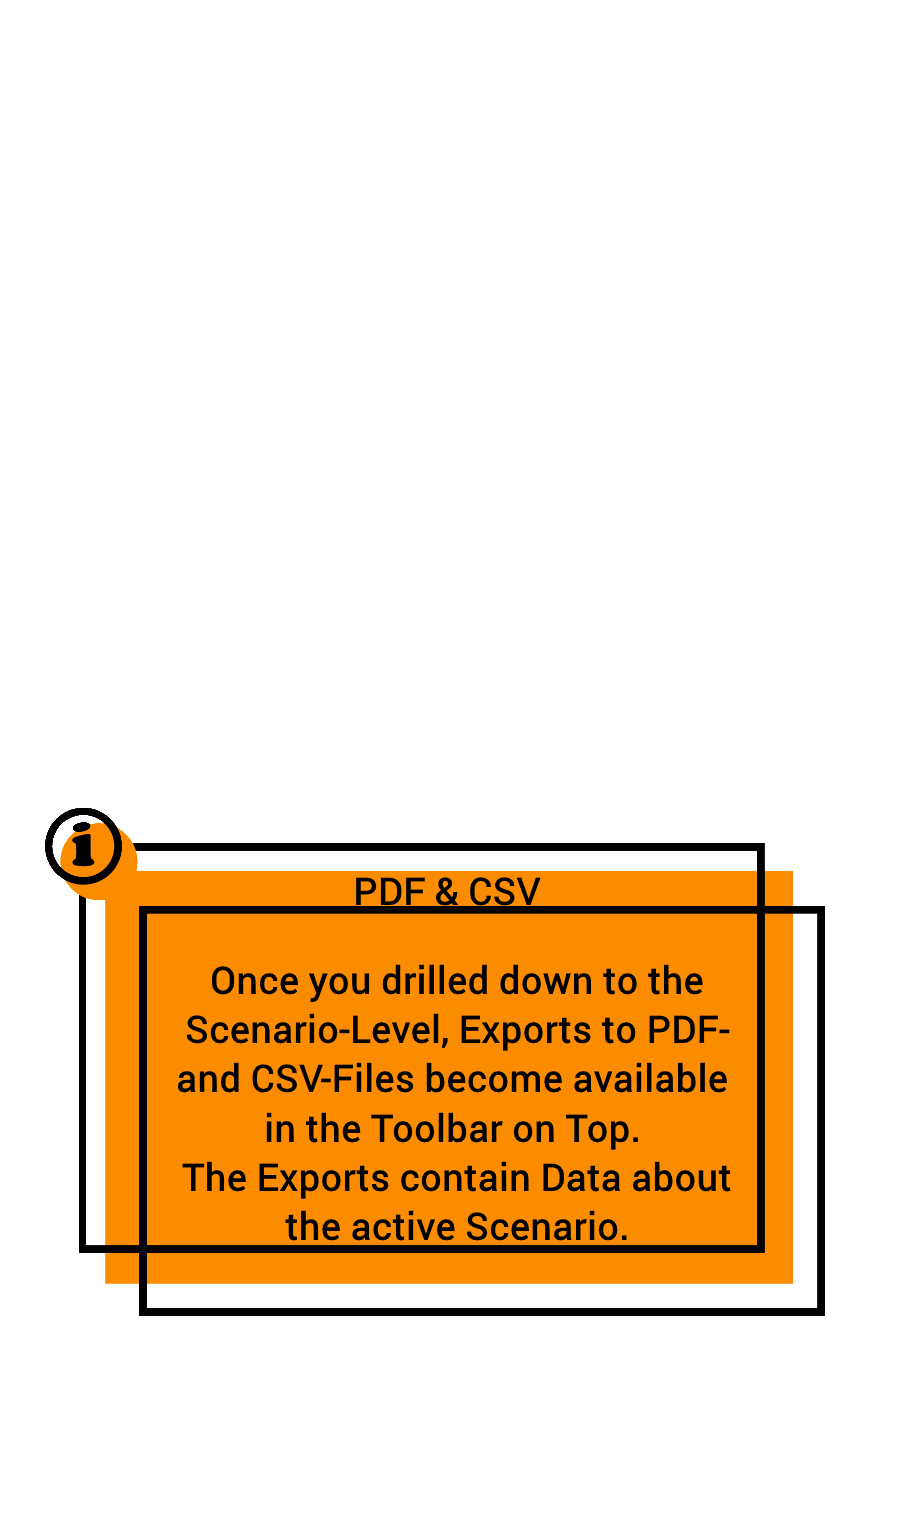 i
PDF & CSV
Once you drilled down to the
Scenario-Level, Exports to PDF-
and CSV-Files become available
in the Toolbar on Top.
The Exports contain Data about
the active Scenario.